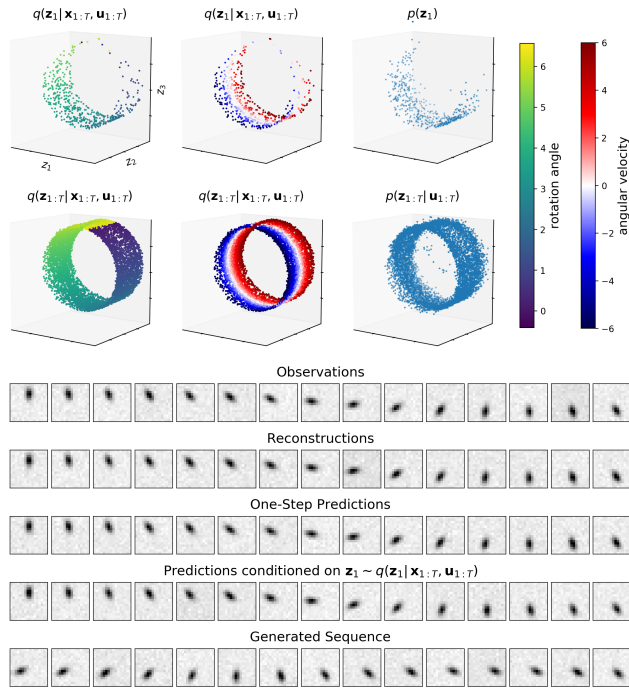 q(z₁|x₁:T, u₁:T)
q(z₁|x₁:T, u₁:T)
p(z₁)
z₁
z₂
z₃
q(z₁:T|x₁:T, u₁:T)
q(z₁:T|x₁:T, u₁:T)
p(z₁:T|u₁:T)
6
5
4
3
2
1
0
rotation angle
6
4
2
0
−2
−4
−6
angular velocity
Observations
Reconstructions
One-Step Predictions
Predictions conditioned on z₁ ~ q(z₁|x₁:T, u₁:T)
Generated Sequence